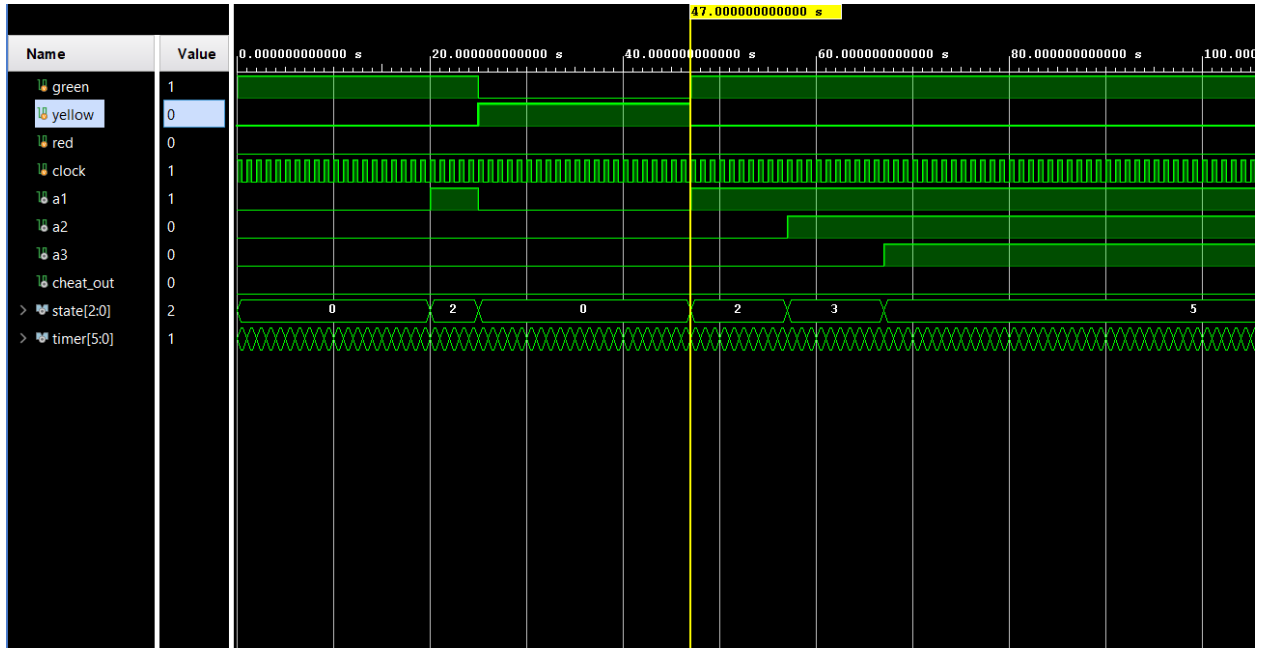 47.000000000000 s
Name Value
0.000000000000 s 20.000000000000 s 40.000000000000 s 60.000000000000 s 80.000000000000 s 100.000
green 1
yellow 0
red 0
clock 1
a1 1
a2 0
a3 0
cheat_out 0
state[2:0] 2 0 2 0 2 3 5
timer[5:0] 1